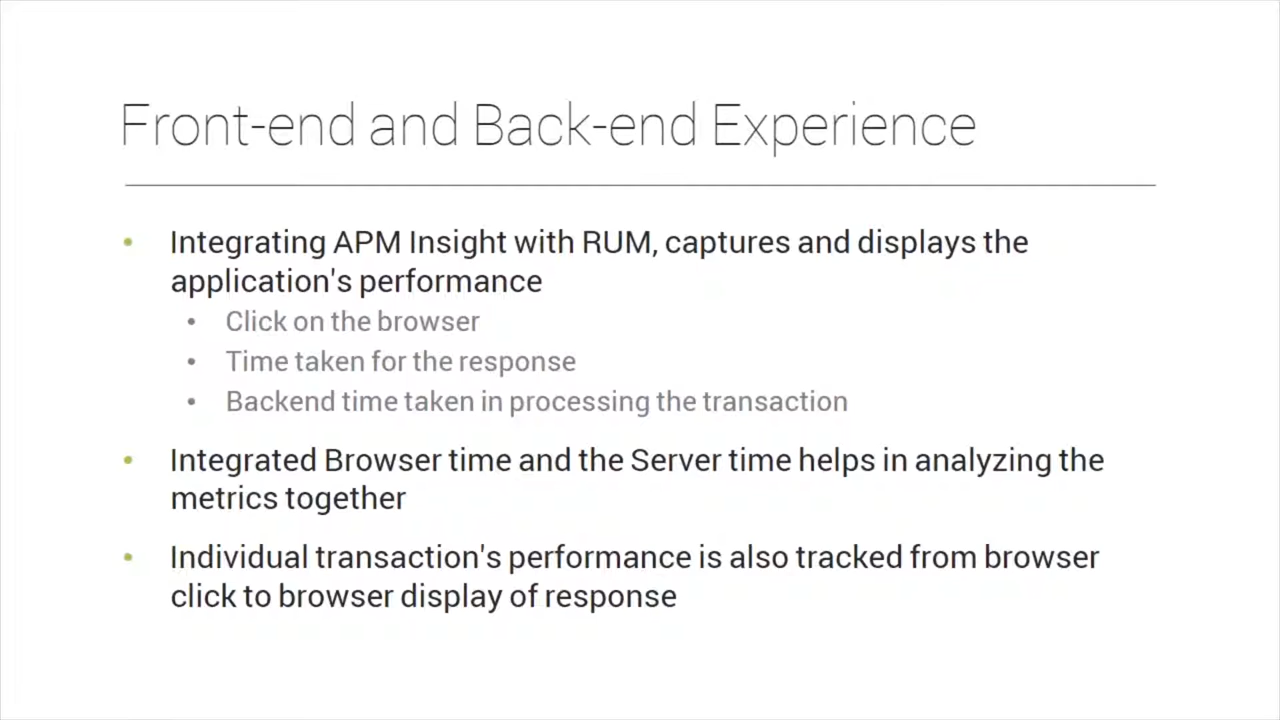 Front-end and Back-end Experience
• Integrating APM Insight with RUM, captures and displays the
application's performance
• Click on the browser
• Time taken for the response
• Backend time taken in processing the transaction
• Integrated Browser time and the Server time helps in analyzing the
metrics together
• Individual transaction's performance is also tracked from browser
click to browser display of response